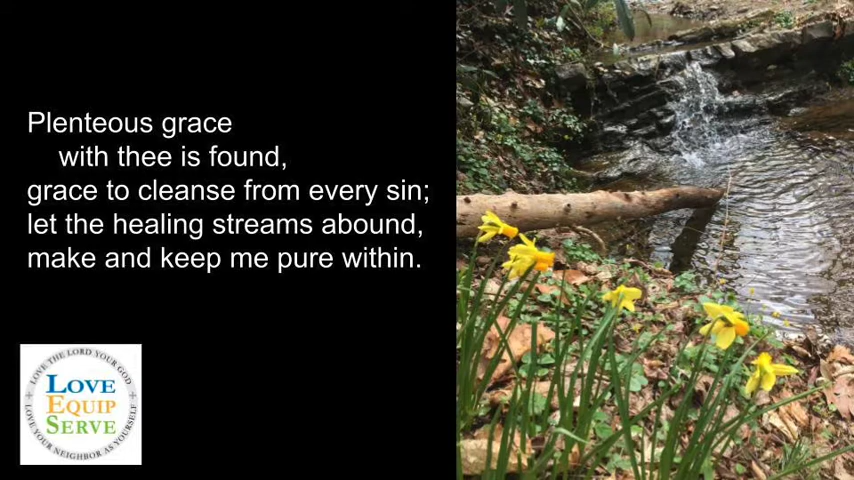 Plenteous grace
with thee is found,
grace to cleanse from every sin;
let the healing streams abound,
make and keep me pure within.
LOVE THE LORD YOUR GOD
LOVE
EQUIP
SERVE
LOVE YOUR NEIGHBOR AS YOURSELF